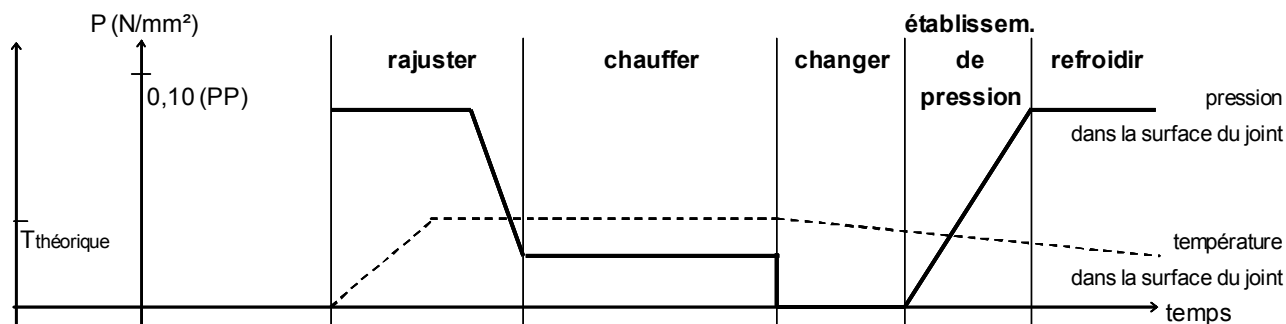 P (N/mm²)
0,10 (PP)
Tthéorique
rajuster
chauffer
changer
établissem.
de
pression
refroidir
pression
dans la surface du joint
température
dans la surface du joint
temps